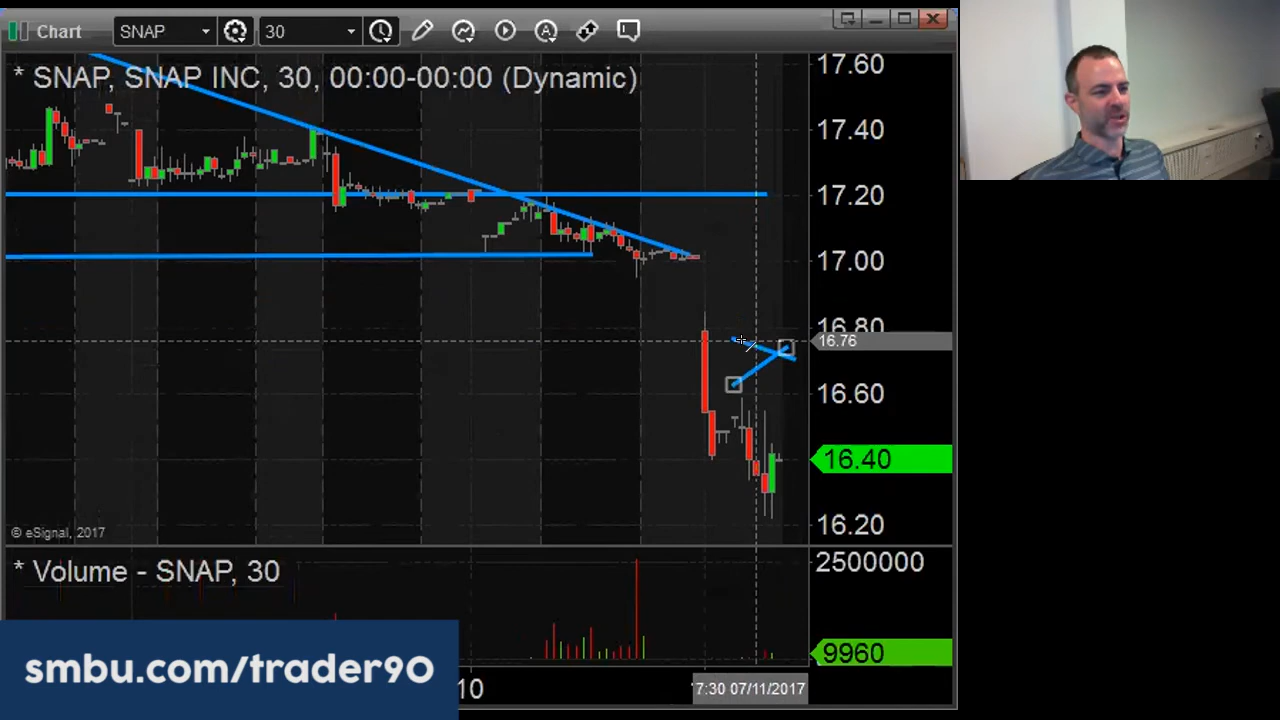 Chart SNAP 30
* SNAP, SNAP INC, 30, 00:00-00:00 (Dynamic)
17.60
17.40
17.20
17.00
16.80
16.76
16.60
16.40
16.20
© eSignal, 2017
* Volume - SNAP, 30
2500000
9960
smbu.com/trader90
10
7:30 07/11/2017